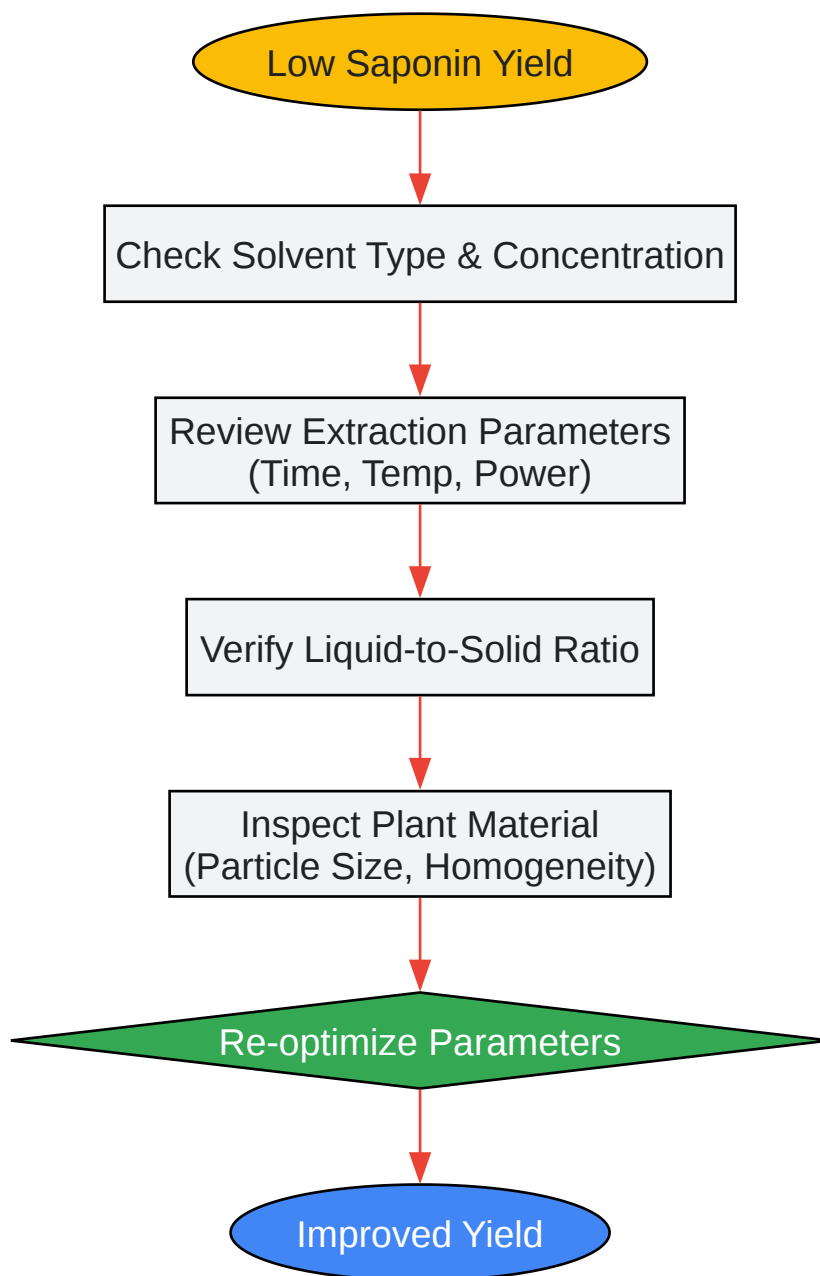 Low Saponin Yield
Check Solvent Type & Concentration
Review Extraction Parameters
(Time, Temp, Power)
Verify Liquid-to-Solid Ratio
Inspect Plant Material
(Particle Size, Homogeneity)
Re-optimize Parameters
Improved Yield